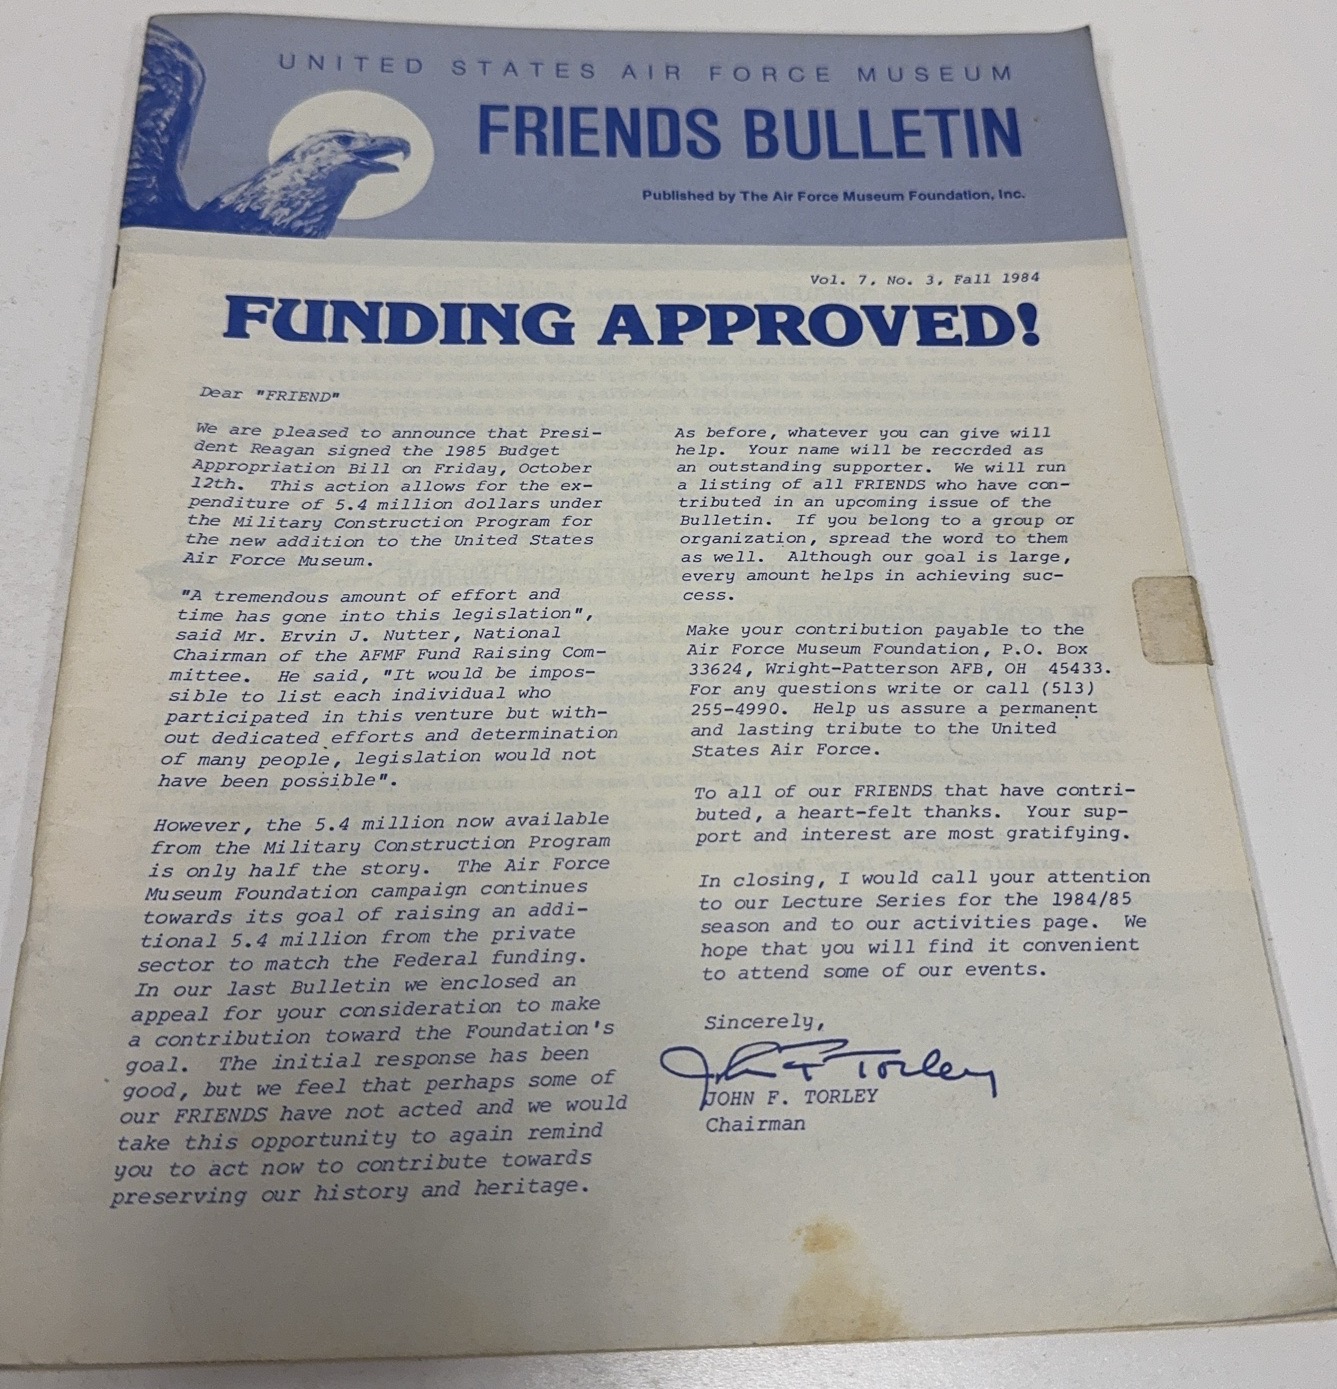 UNITED STATES AIR FORCE MUSEUM
FRIENDS BULLETIN
Published by The Air Force Museum Foundation, Inc.
Vol. 7, No. 3, Fall 1984
FUNDING APPROVED!
Dear "FRIEND"
We are pleased to announce that Presi-
dent Reagan signed the 1985 Budget
Appropriation Bill on Friday, October
12th. This action allows for the ex-
penditure of 5.4 million dollars under
the Military Construction Program for
the new addition to the United States
Air Force Museum.
"A tremendous amount of effort and
time has gone into this legislation",
said Mr. Ervin J. Nutter, National
Chairman of the AFMF Fund Raising Com-
mittee. He said, "It would be impos-
sible to list each individual who
participated in this venture but with-
out dedicated efforts and determination
of many people, legislation would not
have been possible".
However, the 5.4 million now available
from the Military Construction Program
is only half the story. The Air Force
Museum Foundation campaign continues
towards its goal of raising an addi-
tional 5.4 million from the private
sector to match the Federal funding.
In our last Bulletin we enclosed an
appeal for your consideration to make
a contribution toward the Foundation's
goal. The initial response has been
good, but we feel that perhaps some of
our FRIENDS have not acted and we would
take this opportunity to again remind
you to act now to contribute towards
preserving our history and heritage.
As before, whatever you can give will
help. Your name will be recorded as
an outstanding supporter. We will run
a listing of all FRIENDS who have con-
tributed in an upcoming issue of the
Bulletin. If you belong to a group or
organization, spread the word to them
as well. Although our goal is large,
every amount helps in achieving suc-
cess.
Make your contribution payable to the
Air Force Museum Foundation, P.O. Box
33624, Wright-Patterson AFB, OH 45433.
For any questions write or call (513)
255-4990. Help us assure a permanent
and lasting tribute to the United
States Air Force.
To all of our FRIENDS that have contri-
buted, a heart-felt thanks. Your sup-
port and interest are most gratifying.
In closing, I would call your attention
to our Lecture Series for the 1984/85
season and to our activities page. We
hope that you will find it convenient
to attend some of our events.
Sincerely,
John F Torley
JOHN F. TORLEY
Chairman